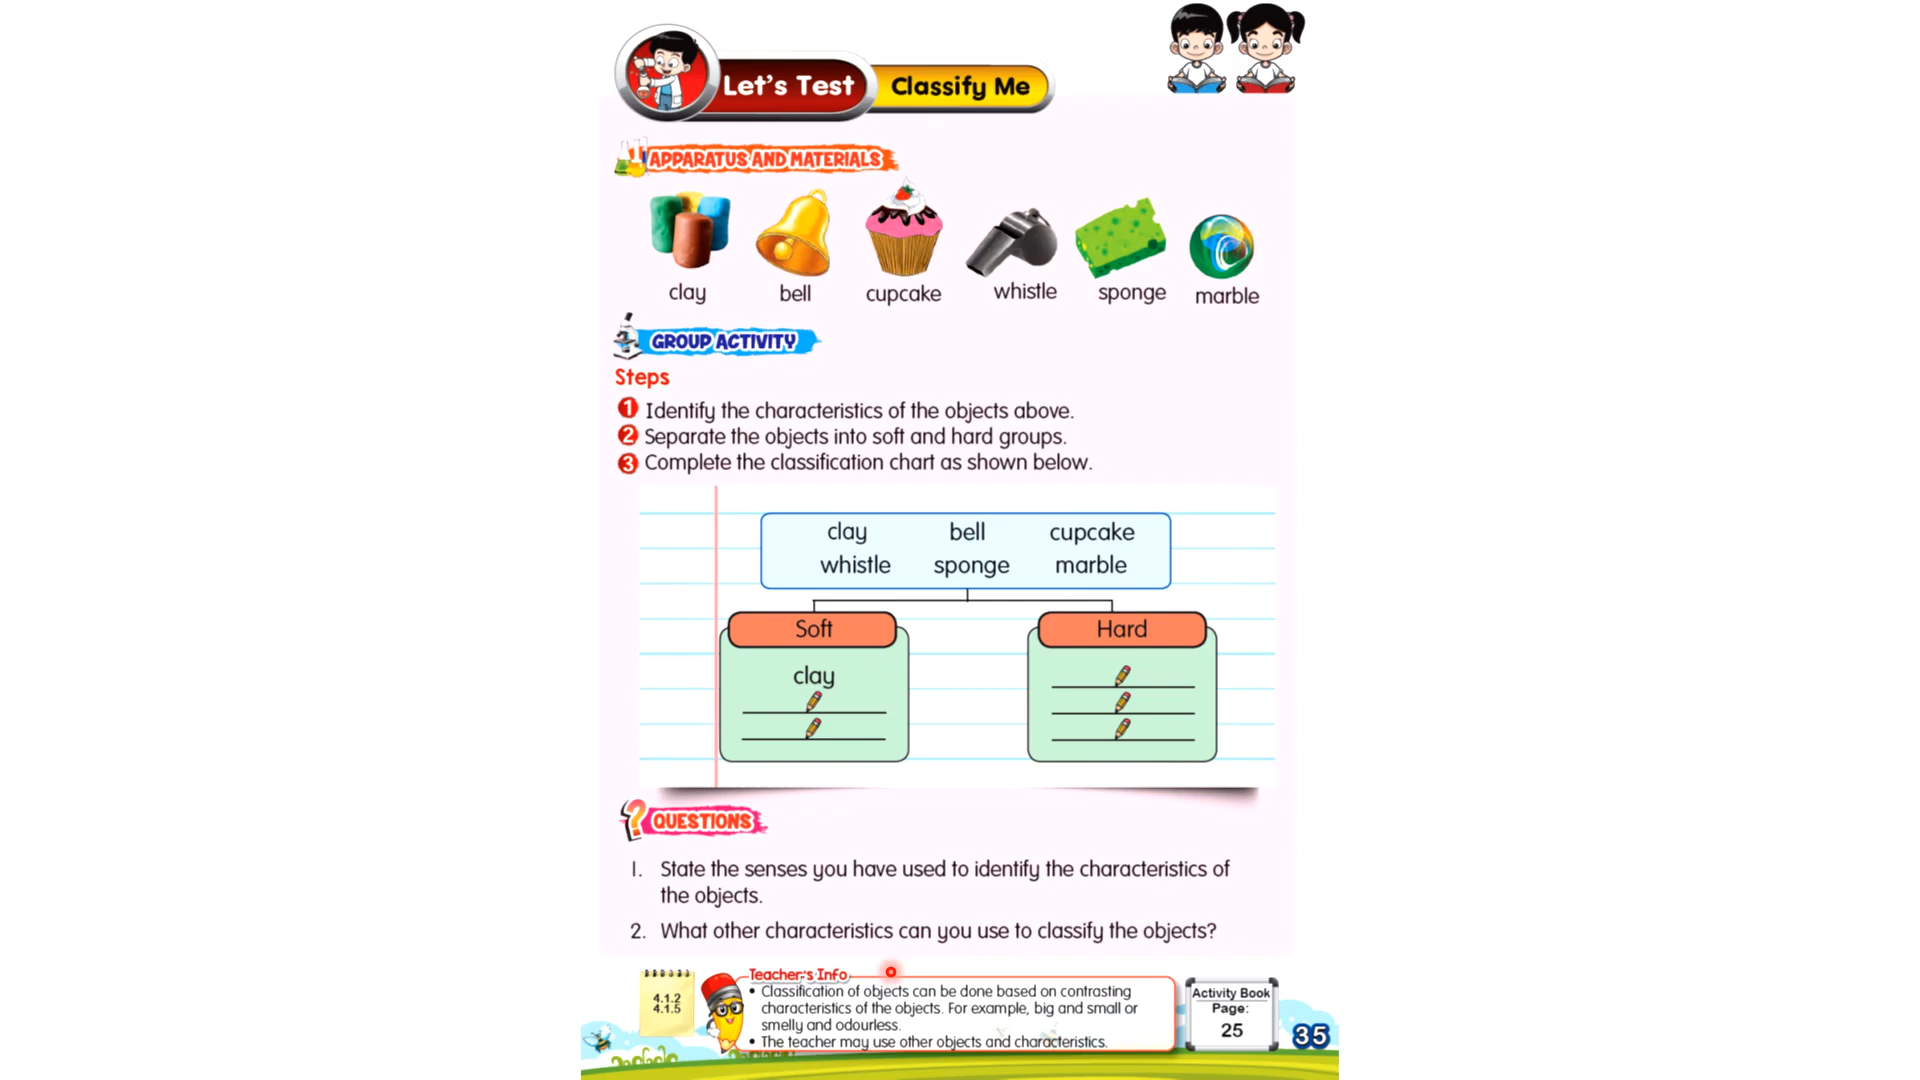 Let's Test Classify Me
APPARATUS AND MATERIALS
clay bell cupcake whistle sponge marble
GROUP ACTIVITY
Steps
1 Identify the characteristics of the objects above.
2 Separate the objects into soft and hard groups.
3 Complete the classification chart as shown below.
clay bell cupcake
whistle sponge marble
Soft Hard
clay
QUESTIONS
1. State the senses you have used to identify the characteristics of
the objects.
2. What other characteristics can you use to classify the objects?
4.1.2
4.1.5
Teacher's Info
• Classification of objects can be done based on contrasting
characteristics of the objects. For example, big and small or
smelly and odourless.
• The teacher may use other objects and characteristics.
Activity Book
Page:
25
35